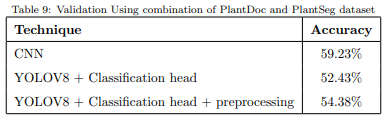 Table 9: Validation Using combination of PlantDoc and PlantSeg dataset
Technique Accuracy
CNN 59.23%
YOLOV8 + Classification head 52.43%
YOLOV8 + Classification head + preprocessing 54.38%